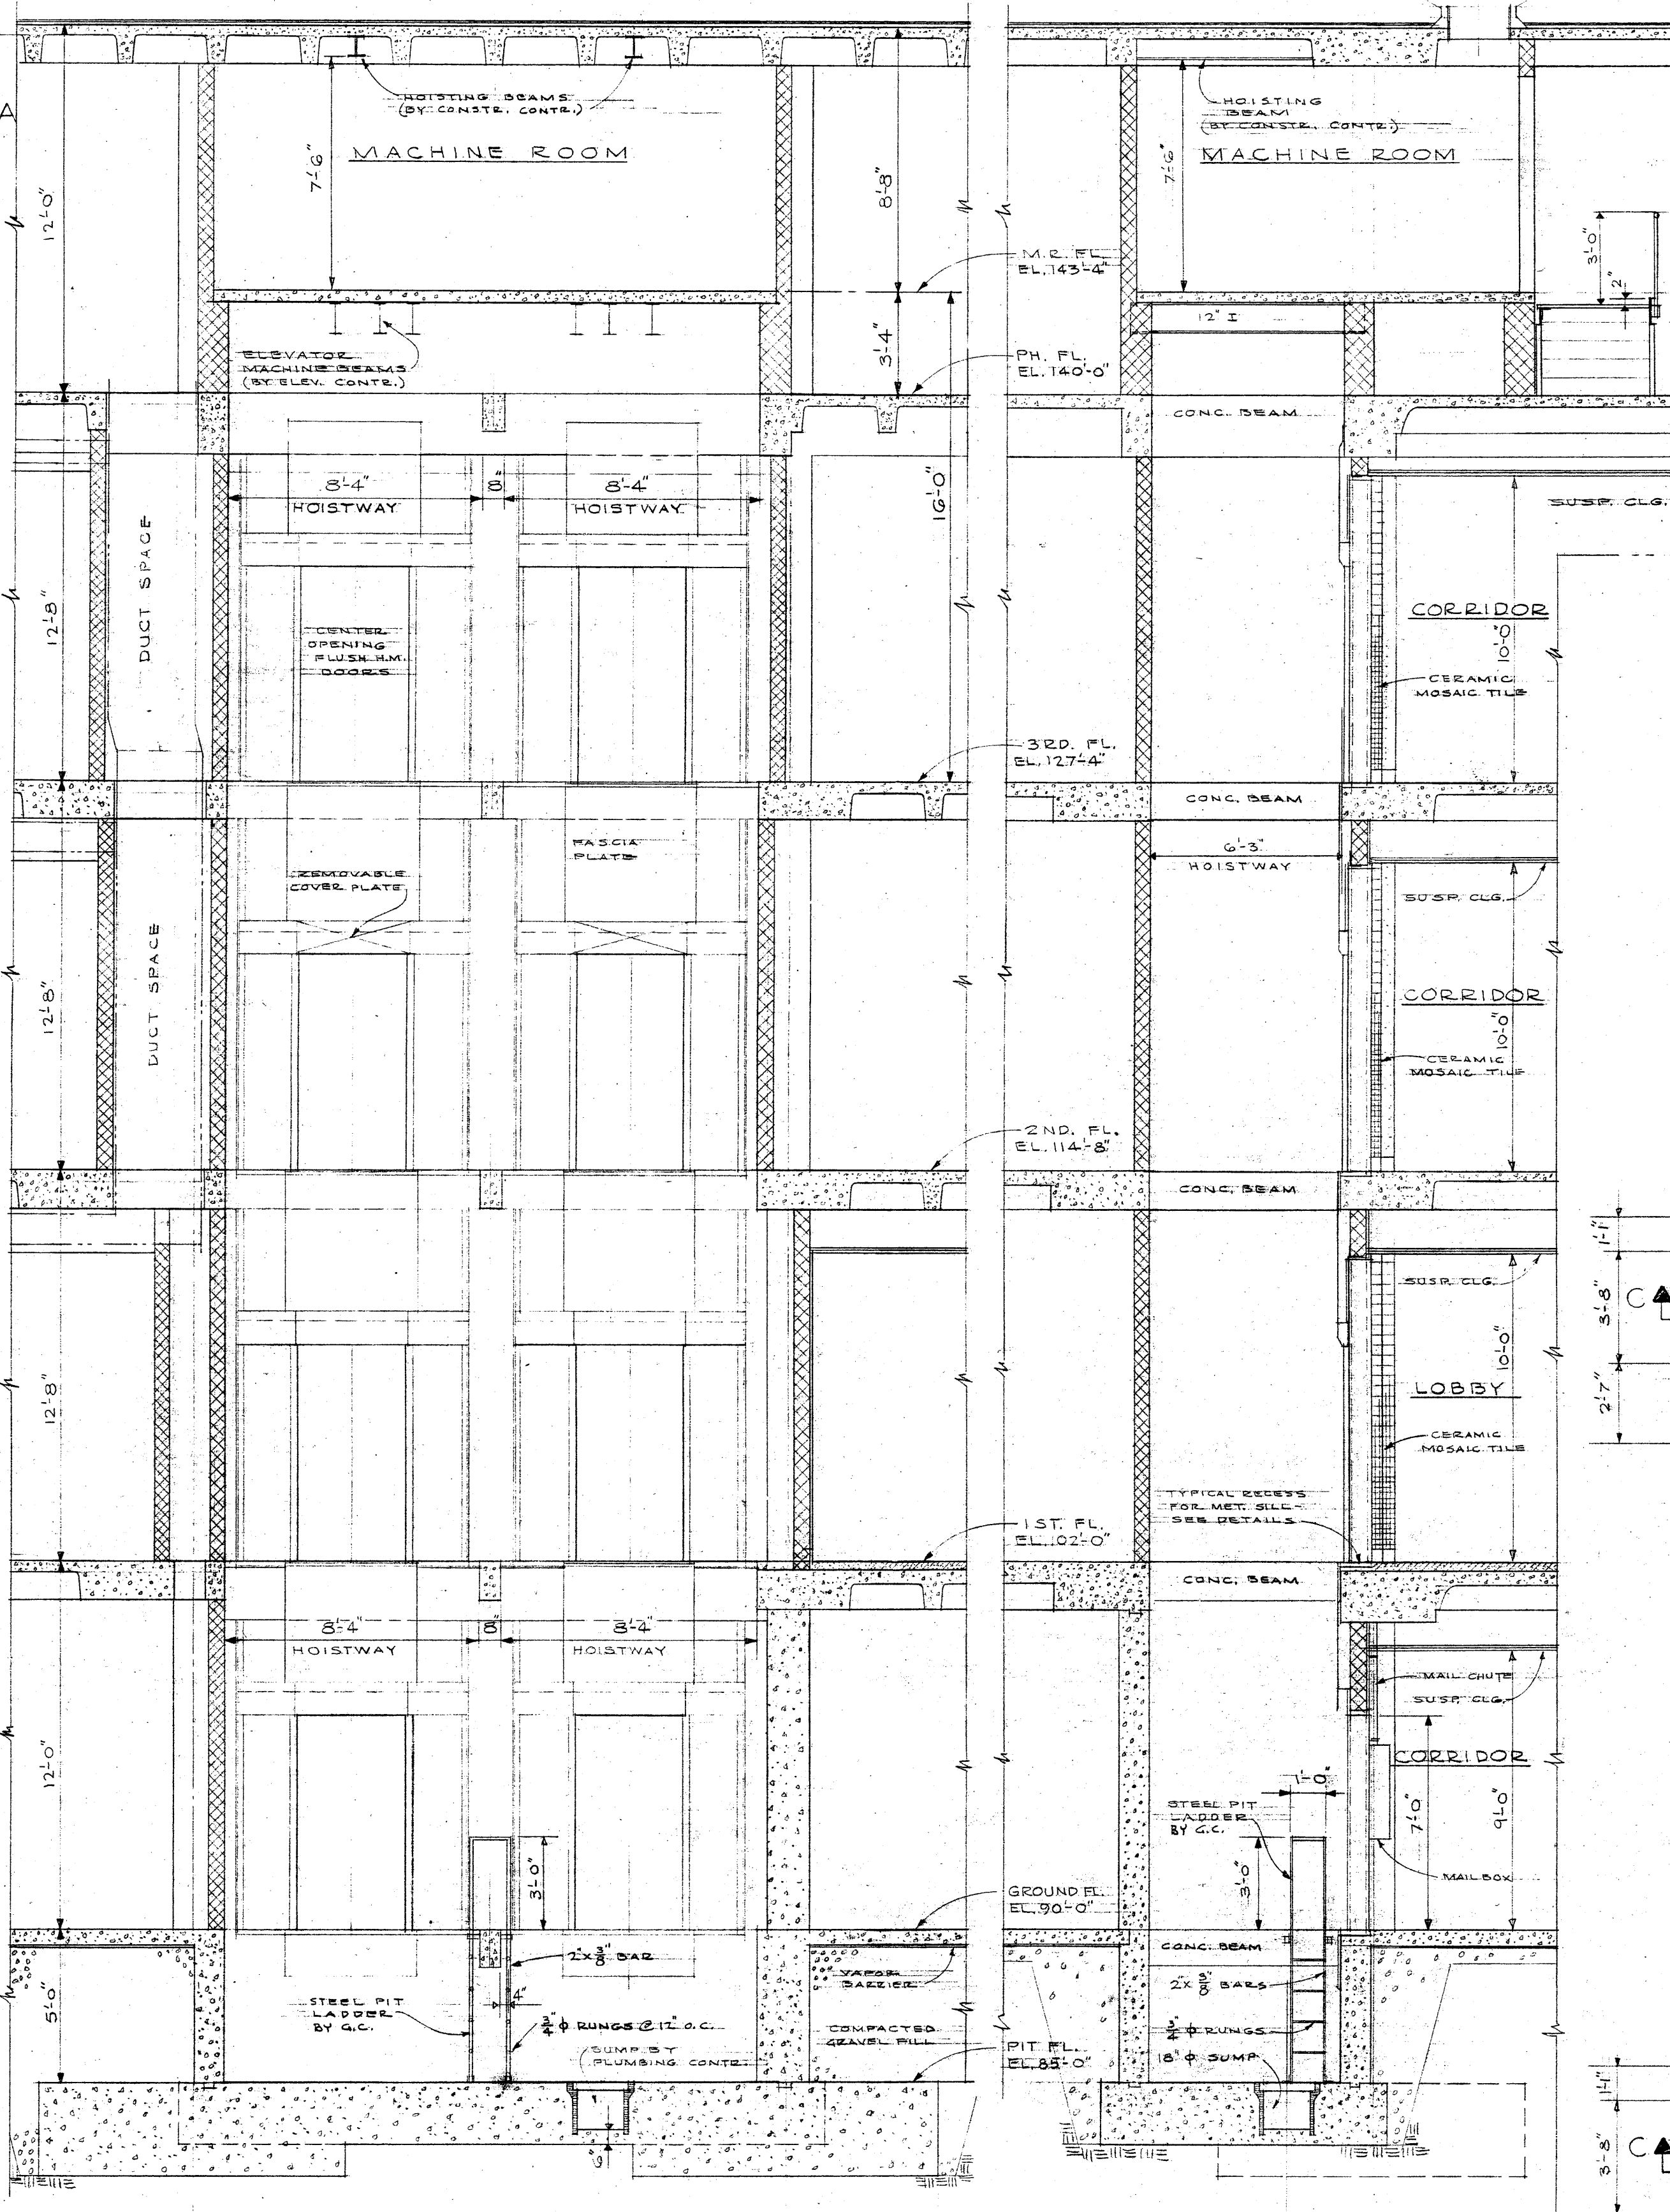 A
HOISTING BEAMS
(BY CONSTR. CONTR.)
MACHINE ROOM
7'-6"
12'-0"
8'-8"
M.R. FL.
EL. 143'-4"
3'-4"
ELEVATOR
MACHINE BEAMS
(BY ELEV. CONTR.)
PH. FL.
EL. 140'-0"
HOISTING
BEAM
(BY CONSTR. CONTR.)
MACHINE ROOM
7'-6"
3'-0"
2"
12" I
CONC. BEAM
8'-4"
HOISTWAY
8"
8'-4"
HOISTWAY
16'-0"
SUSP. CLG.
DUCT SPACE
12'-8"
CENTER
OPENING
FLUSH H.M.
DOORS
CORRIDOR
10'-0"
CERAMIC
MOSAIC TILE
3RD. FL.
EL. 127'-4"
CONC. BEAM
FASCIA
PLATE
REMOVABLE
COVER PLATE
6'-3"
HOISTWAY
SUSP. CLG.
DUCT SPACE
12'-8"
CORRIDOR
10'-0"
CERAMIC
MOSAIC TILE
2ND. FL.
EL. 114'-8"
CONC. BEAM
1'-1"
SUSP. CLG.
3'-8"
C
10'-0"
12'-8"
LOBBY
2'-7"
CERAMIC
MOSAIC TILE
TYPICAL RECESS
FOR MET. SILL -
SEE DETAILS
1ST. FL.
EL. 102'-0"
CONC. BEAM
8'-4"
HOISTWAY
8"
8'-4"
HOISTWAY
MAIL CHUTE
SUSP. CLG.
12'-0"
CORRIDOR
1'-0"
STEEL PIT
LADDER
BY G.C.
7'-0"
9'-0"
3'-0"
3'-0"
MAIL BOX
GROUND FL.
EL. 90'-0"
CONC. BEAM
2" x 3/8" BAR
VAPOR
BARRIER
2" x 3/8" BARS
5'-0"
STEEL PIT
LADDER
BY G.C.
4"
3/4" φ RUNGS @ 12" O.C.
SUMP BY
PLUMBING CONTR.
COMPACTED
GRAVEL FILL
3/4" φ RUNGS
PIT FL.
EL. 85'-0"
18" φ SUMP
1'-1"
3'-8"
C